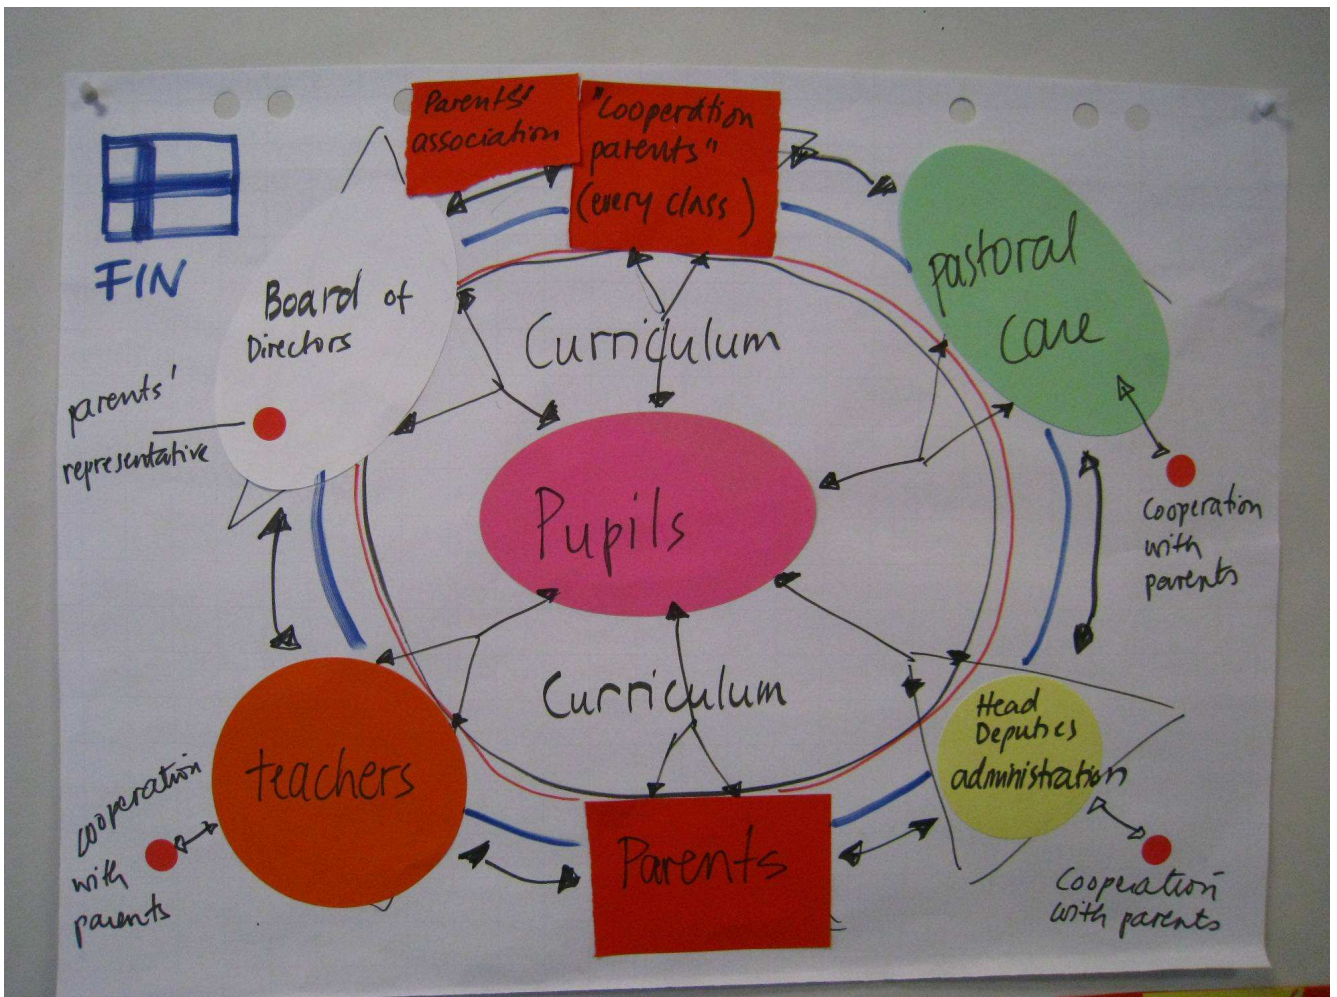 Parents'
association
"Cooperation
parents"
(every class)
FIN
Board of
Directors
parents'
representative
Curriculum
pastoral
care
Cooperation
with
parents
Pupils
Curriculum
teachers
cooperation
with
parents
Parents
Head
Deputies
administration
Cooperation
with parents